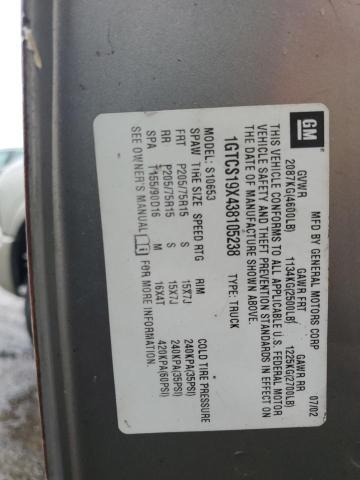 GM
MFD BY GENERAL MOTORS CORP 07/02
GVWR GAWR FRT GAWR RR
2087KG(4600LB) 1134KG(2500LB) 1225KG(2700LB)
THIS VEHICLE CONFORMS TO ALL APPLICABLE U.S. FEDERAL MOTOR
VEHICLE SAFETY AND THEFT PREVENTION STANDARDS IN EFFECT ON
THE DATE OF MANUFACTURE SHOWN ABOVE.
1GTCS19X438105238 TYPE: TRUCK
S10653
SPAW TIRE SIZE SPEED RTG RIM COLD TIRE PRESSURE
FRT P205/75R15 S 15X7J 240KPA(35PSI)
RR P205/75R15 S 15X7J 240KPA(35PSI)
SPA T155/90D16 M 16X4T 420KPA(60PSI)
SEE OWNER'S MANUAL i FOR MORE INFORMATION.